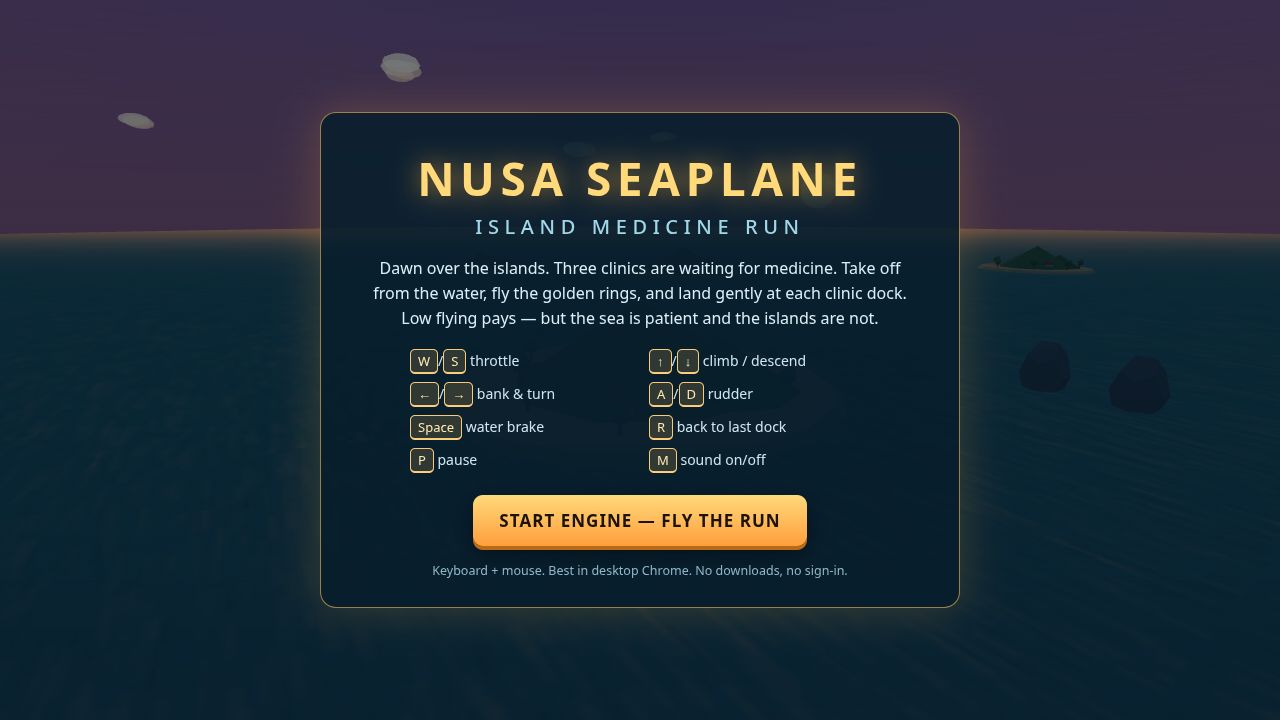 NUSA SEAPLANE
ISLAND MEDICINE RUN
Dawn over the islands. Three clinics are waiting for medicine. Take off
from the water, fly the golden rings, and land gently at each clinic dock.
Low flying pays — but the sea is patient and the islands are not.
W/S throttle
↑/↓ climb / descend
←/→ bank & turn
A/D rudder
Space water brake
R back to last dock
P pause
M sound on/off
START ENGINE — FLY THE RUN
Keyboard + mouse. Best in desktop Chrome. No downloads, no sign-in.